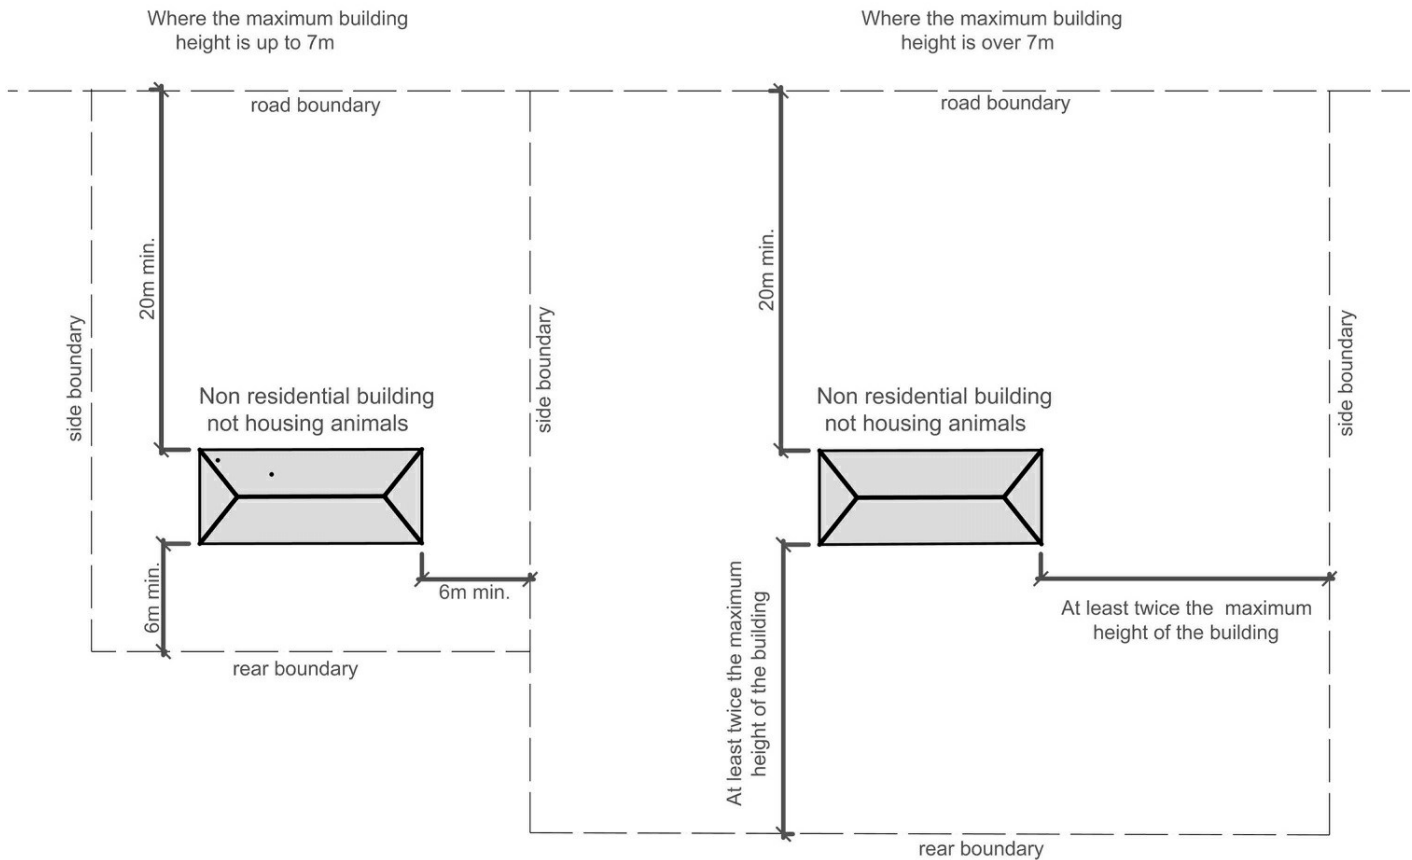 Where the maximum building
height is up to 7m
Where the maximum building
height is over 7m
road boundary
road boundary
20m min.
20m min.
side boundary
side boundary
side boundary
Non residential building
not housing animals
Non residential building
not housing animals
6m min.
6m min.
At least twice the maximum
height of the building
At least twice the maximum
height of the building
rear boundary
rear boundary